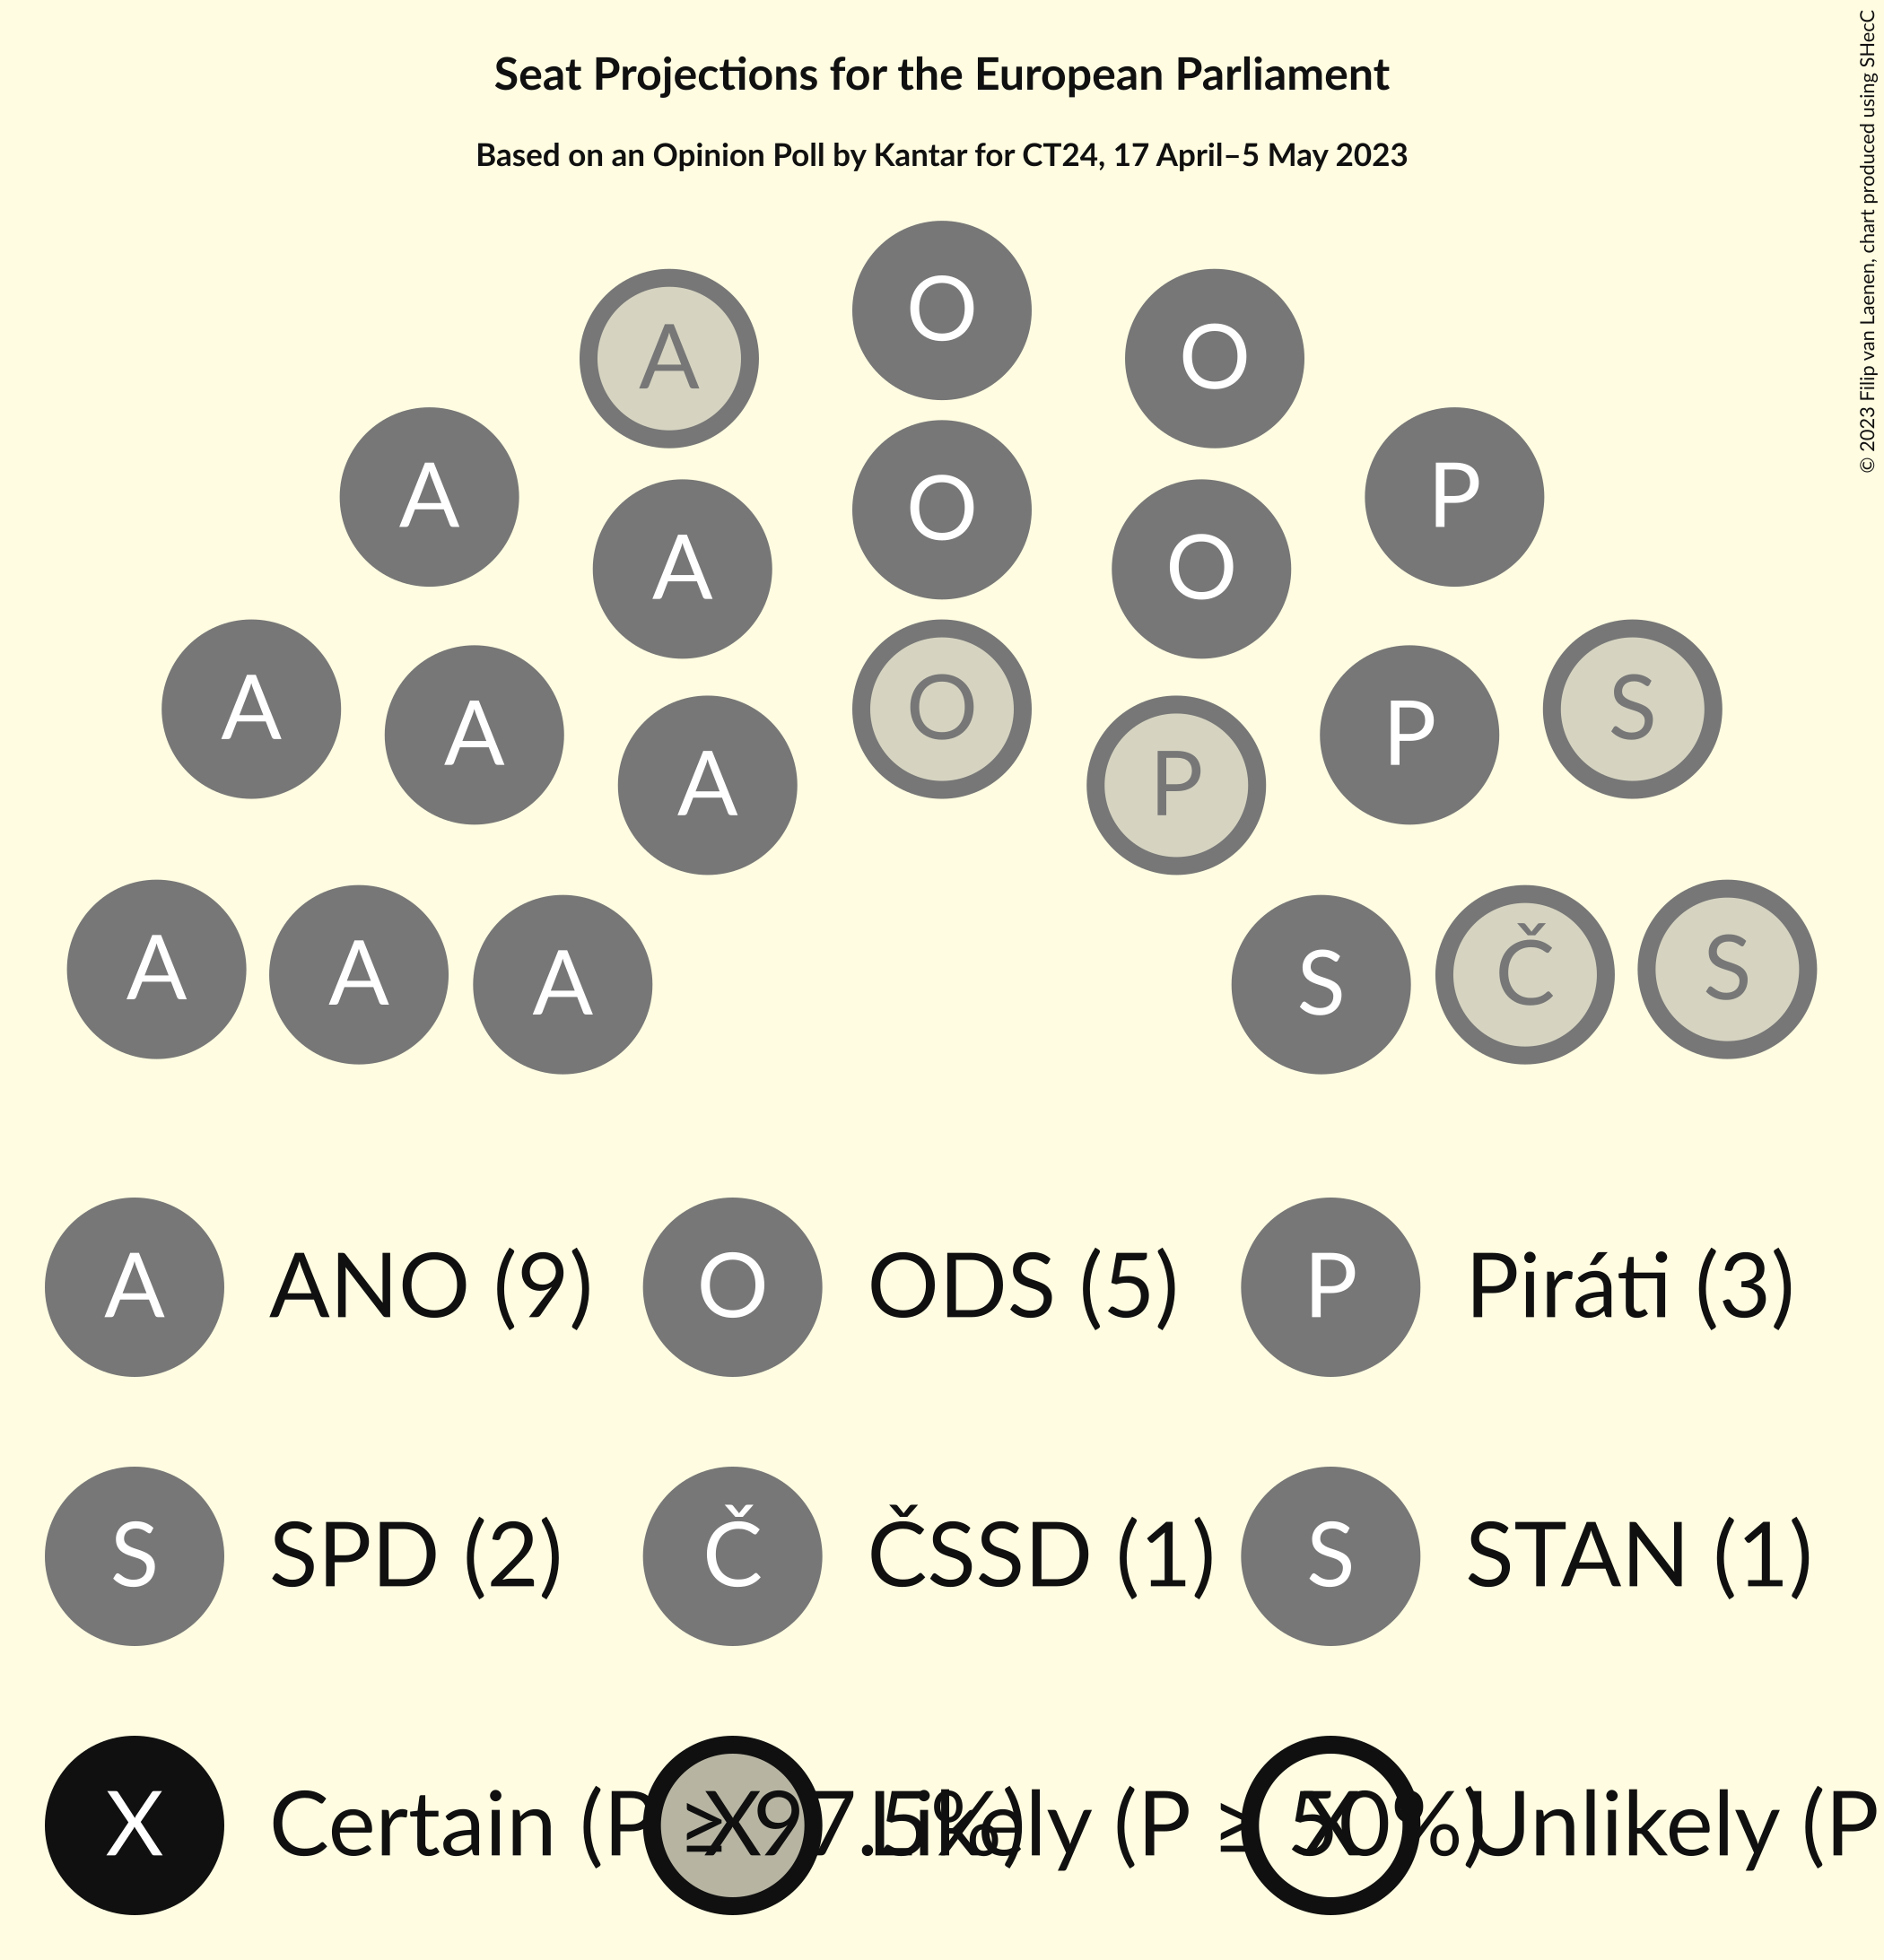 Seat Projections for the European Parliament
Based on an Opinion Poll by Kantar for CT24, 17 April–5 May 2023
© 2023 Filip van Laenen, chart produced using SHecC
O
A O
A O P
A O
A A O P S
A P
A A A S Č S
A ANO (9) O ODS (5) P Piráti (3)
S SPD (2) Č ČSSD (1) S STAN (1)
X Certain (P ≥ 97.5%) X Likely (P ≥ 50%) X Unlikely (P